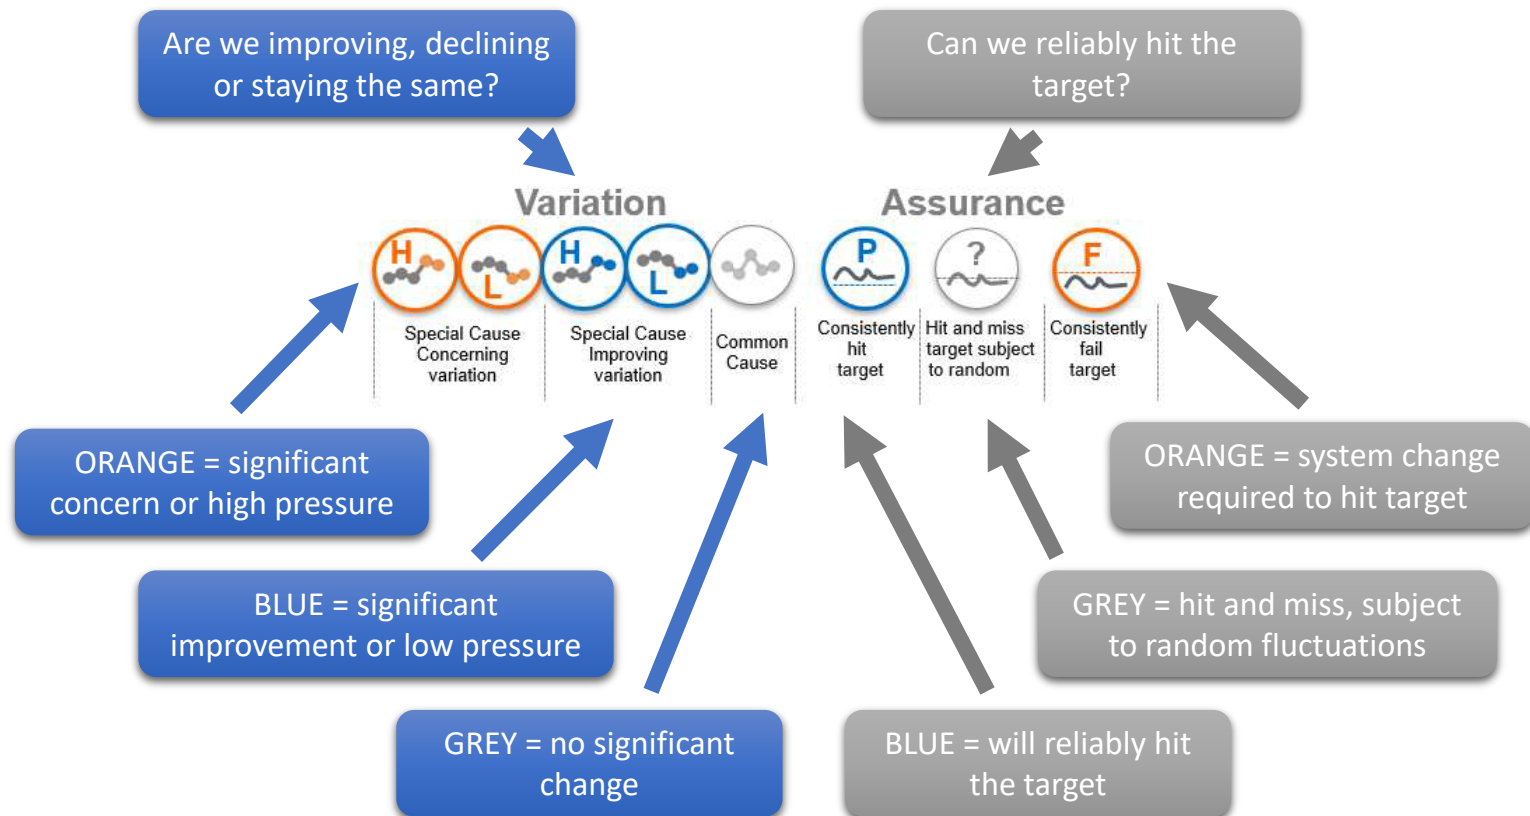 Are we improving, declining
or staying the same?
Can we reliably hit the
target?
Variation
Assurance
H
L
H
L
P
?
F
Special Cause
Concerning
variation
Special Cause
Improving
variation
Common
Cause
Consistently
hit
target
Hit and miss
target subject
to random
Consistently
fail
target
ORANGE = significant
concern or high pressure
ORANGE = system change
required to hit target
BLUE = significant
improvement or low pressure
GREY = hit and miss, subject
to random fluctuations
GREY = no significant
change
BLUE = will reliably hit
the target